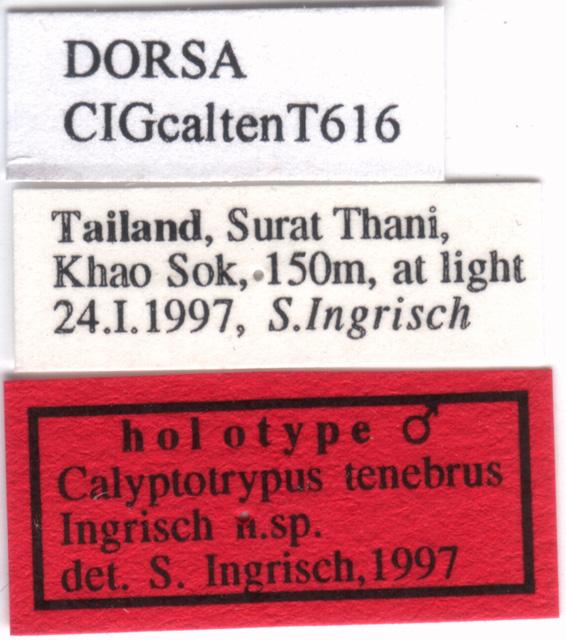 DORSA
CIGcaltenT616
Tailand, Surat Thani,
Khao Sok, 150m, at light
24.I.1997, S.Ingrisch
holotype ♂
Calyptotrypus tenebrus
Ingrisch n.sp.
det. S. Ingrisch,1997